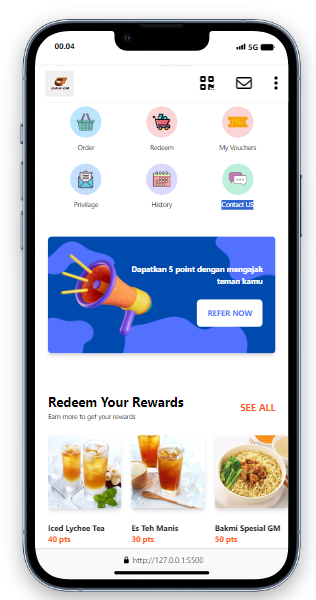 00.04
5G
Order
Redeem
My Vouchers
Privilage
History
Contact US
Dapatkan 5 point dengan mengajak
teman kamu
REFER NOW
Redeem Your Rewards
SEE ALL
Earn more to get your rewards
Iced Lychee Tea
Es Teh Manis
Bakmi Spesial GM
40 pts
30 pts
50 pts
http://127.0.0.1:5500